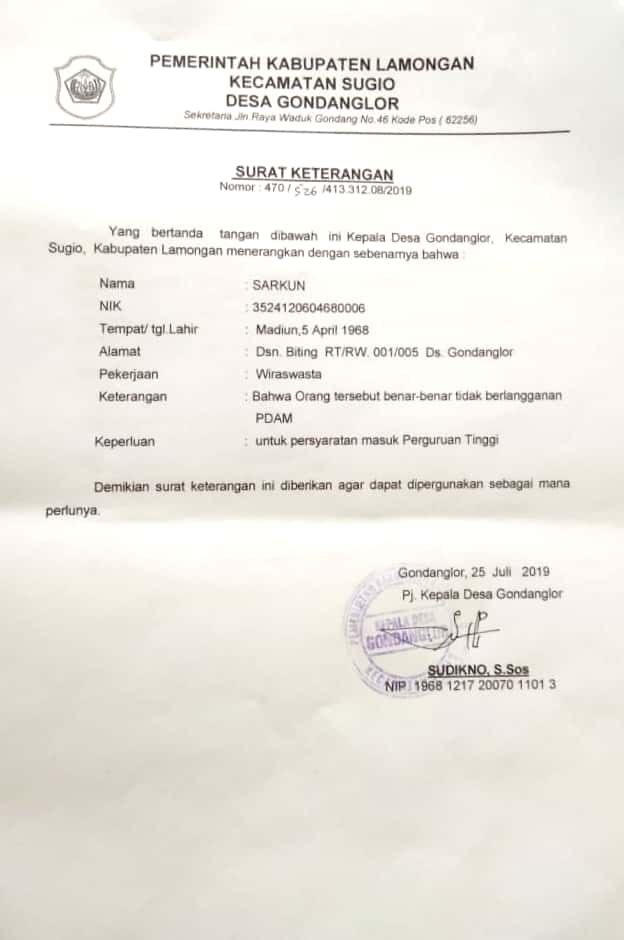 PEMERINTAH KABUPATEN LAMONGAN
KECAMATAN SUGIO
DESA GONDANGLOR
Sekretaria Jln.Raya Waduk Gondang No.46 Kode Pos ( 62256)
SURAT KETERANGAN
Nomor : 470 / 526 /413.312.08/2019
Yang bertanda tangan dibawah ini Kepala Desa Gondanglor, Kecamatan
Sugio, Kabupaten Lamongan menerangkan dengan sebenarnya bahwa :
Nama : SARKUN
NIK : 3524120604680006
Tempat/ tgl.Lahir : Madiun,5 April 1968
Alamat : Dsn. Biting RT/RW. 001/005 Ds. Gondanglor
Pekerjaan : Wiraswasta
Keterangan : Bahwa Orang tersebut benar-benar tidak berlangganan
PDAM
Keperluan : untuk persyaratan masuk Perguruan Tinggi
Demikian surat keterangan ini diberikan agar dapat dipergunakan sebagai mana
perlunya.
Gondanglor, 25 Juli 2019
Pj. Kepala Desa Gondanglor
KEPALA DESA
GONDANGLOR
SUDIKNO, S.Sos
NIP. 1968 1217 20070 1101 3